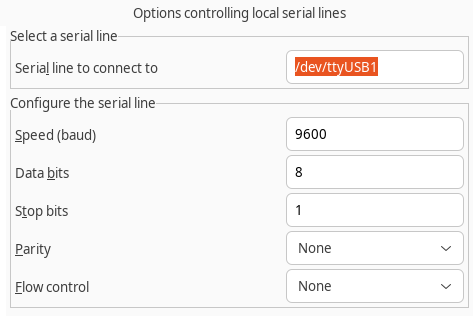 Options controlling local serial lines
Select a serial line
Serial line to connect to /dev/ttyUSB1
Configure the serial line
Speed (baud) 9600
Data bits 8
Stop bits 1
Parity None
Flow control None